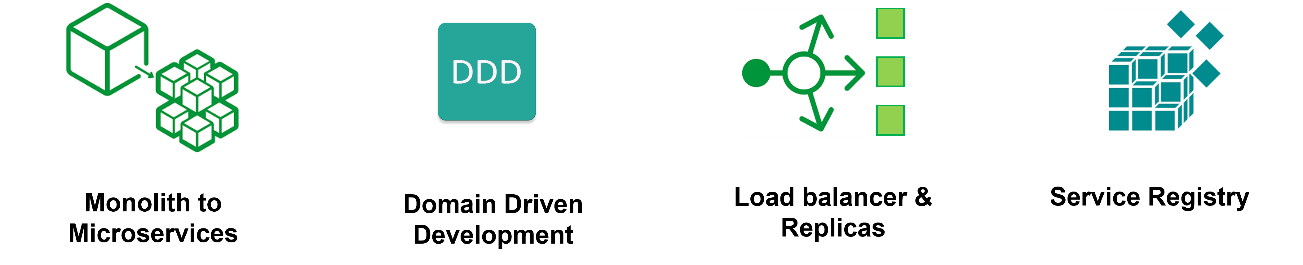 DDD
Monolith to
Microservices
Domain Driven
Development
Load balancer &
Replicas
Service Registry